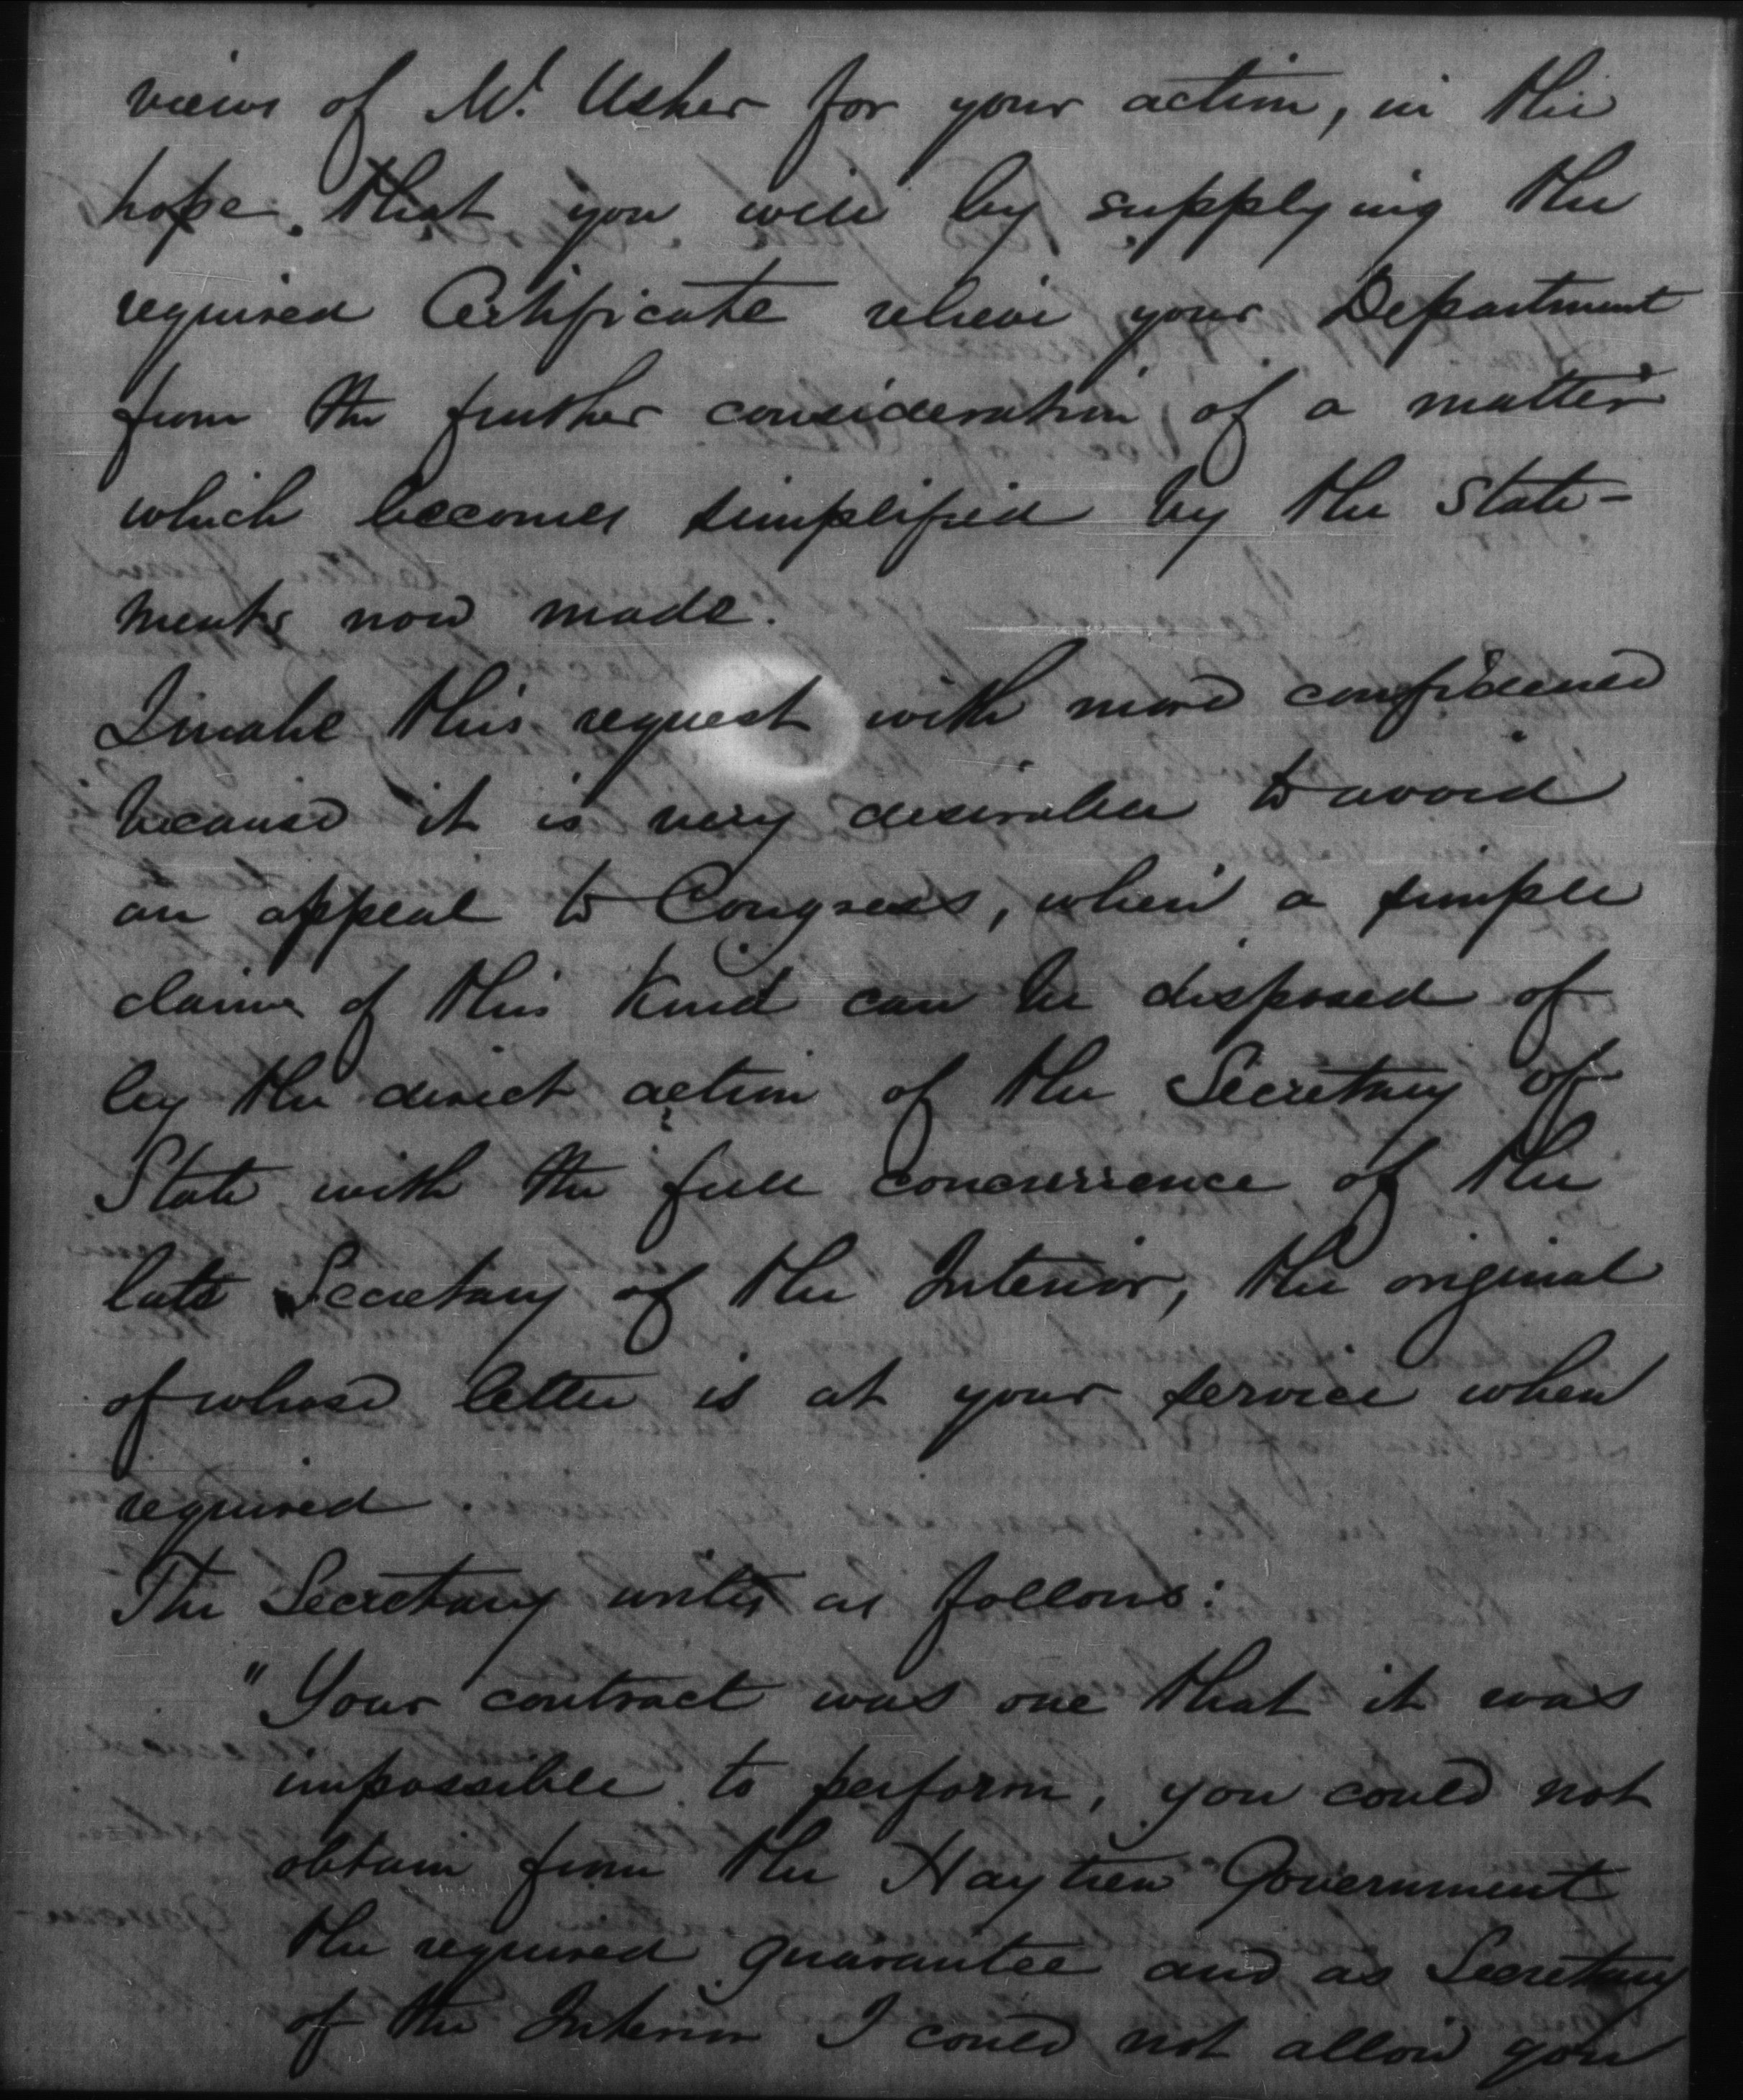 views of Mr. Usher for your action, in the
hope that you will by supplying the
required Certificate relieve your Department
from the further consideration of a matter
which becomes simplified by the State-
ments now made.
I make this request with more confidence
because it is very desirable to avoid
an appeal to Congress, when a simple
claim of this kind can be disposed of
by the direct action of the Secretary of
State with the full concurrence of the
late Secretary of the Interior, the original
of whose letter is at your service when
required.
The Secretary writes as follows:
"Your contract was one that it was
impossible to perform, you could not
obtain from the Haytien Government
the required guarantee and as Secretary
of the Interior I could not allow you